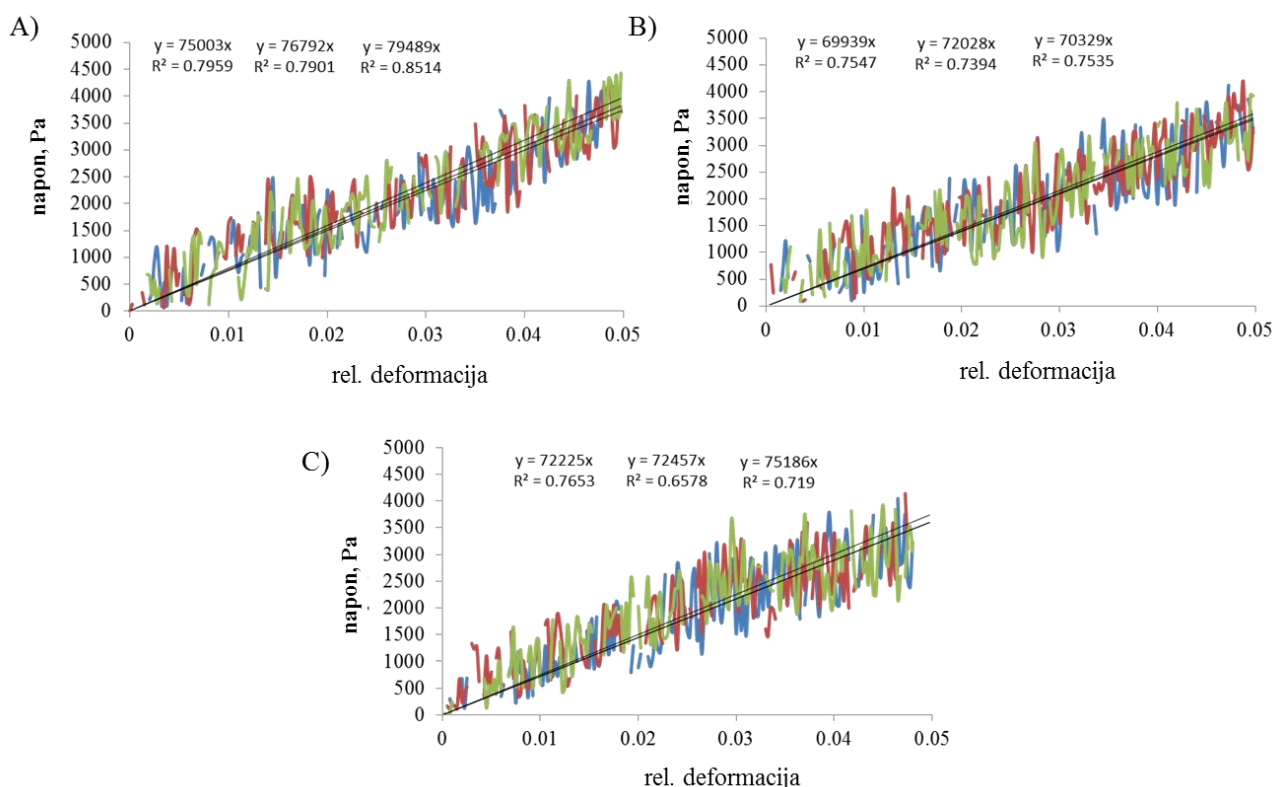 A)
y = 75003x y = 76792x y = 79489x
R² = 0.7959 R² = 0.7901 R² = 0.8514
5000
4500
4000
3500
3000
2500
2000
1500
1000
500
0
napon, Pa
0 0.01 0.02 0.03 0.04 0.05
rel. deformacija
B)
y = 69939x y = 72028x y = 70329x
R² = 0.7547 R² = 0.7394 R² = 0.7535
5000
4500
4000
3500
3000
2500
2000
1500
1000
500
0
napon, Pa
0 0.01 0.02 0.03 0.04 0.05
rel. deformacija
C)
y = 72225x y = 72457x y = 75186x
R² = 0.7653 R² = 0.6578 R² = 0.719
5000
4500
4000
3500
3000
2500
2000
1500
1000
500
0
napon, Pa
0 0.01 0.02 0.03 0.04 0.05
rel. deformacija